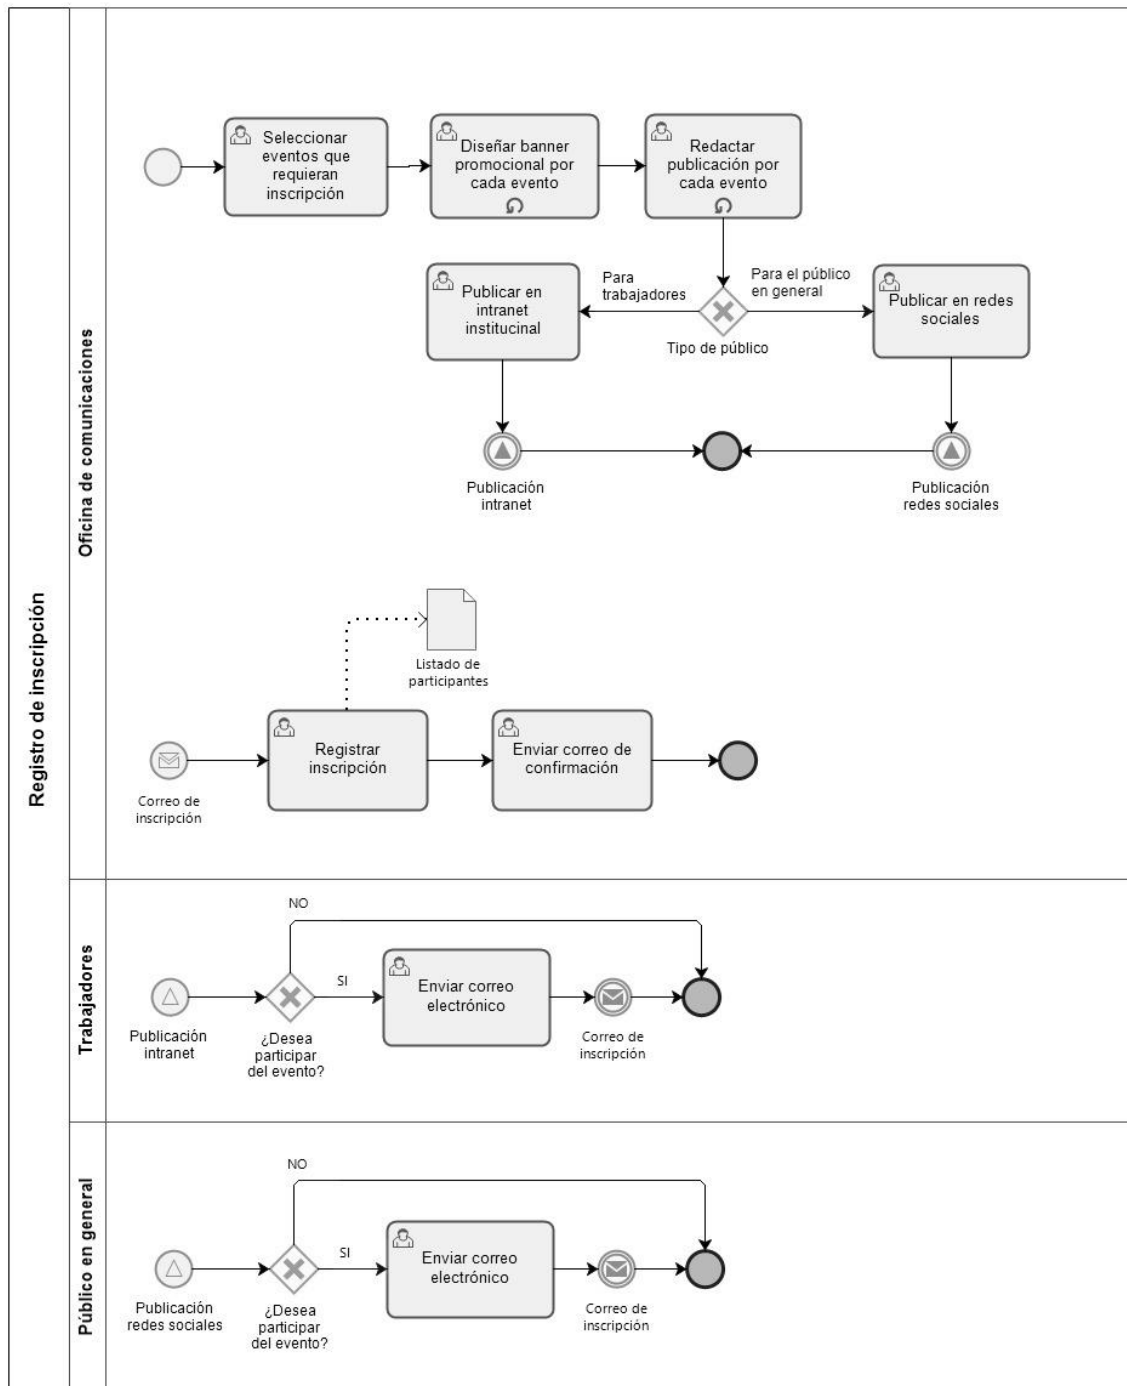 Registro de inscripción
Oficina de comunicaciones
Seleccionar
eventos que
requieran
inscripción
Diseñar banner
promocional por
cada evento
Redactar
publicación por
cada evento
Publicar en
intranet
institucinal
Para
trabajadores
Para el público
en general
Tipo de público
Publicar en redes
sociales
Publicación
intranet
Publicación
redes sociales
Listado de
participantes
Correo de
inscripción
Registrar
inscripción
Enviar correo de
confirmación
Trabajadores
NO
SI
Publicación
intranet
¿Desea
participar
del evento?
Enviar correo
electrónico
Correo de
inscripción
Público en general
NO
SI
Publicación
redes sociales
¿Desea
participar
del evento?
Enviar correo
electrónico
Correo de
inscripción